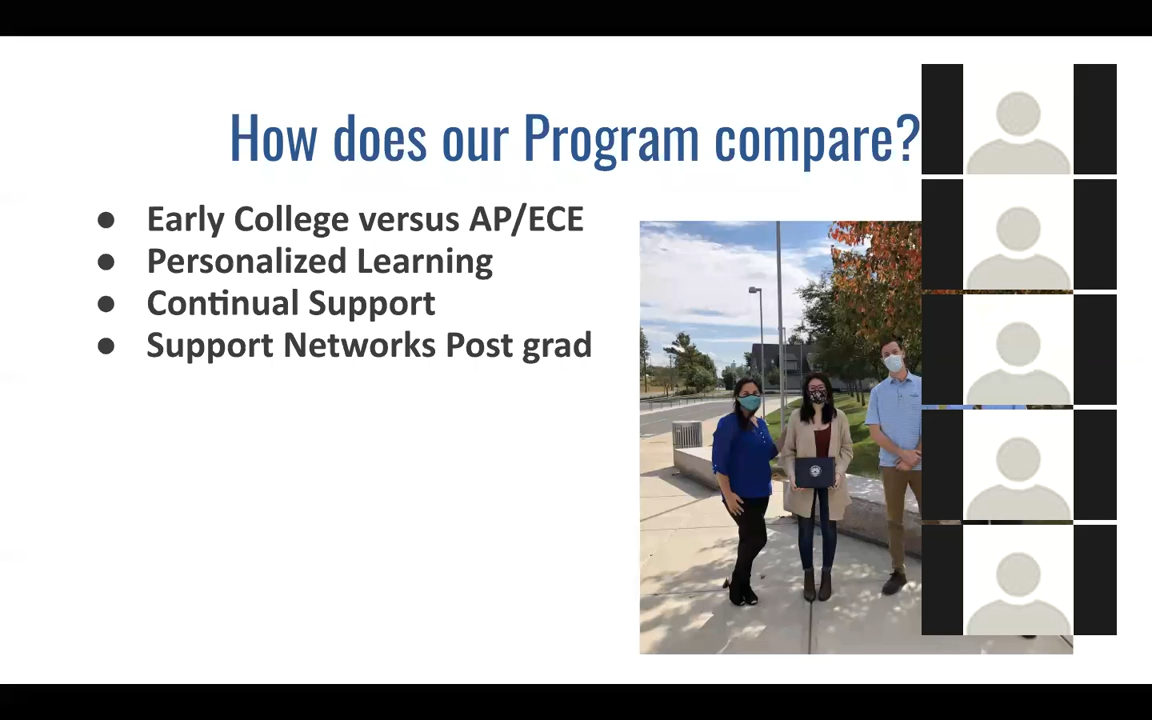 How does our Program compare?
● Early College versus AP/ECE
● Personalized Learning
● Continual Support
● Support Networks Post grad